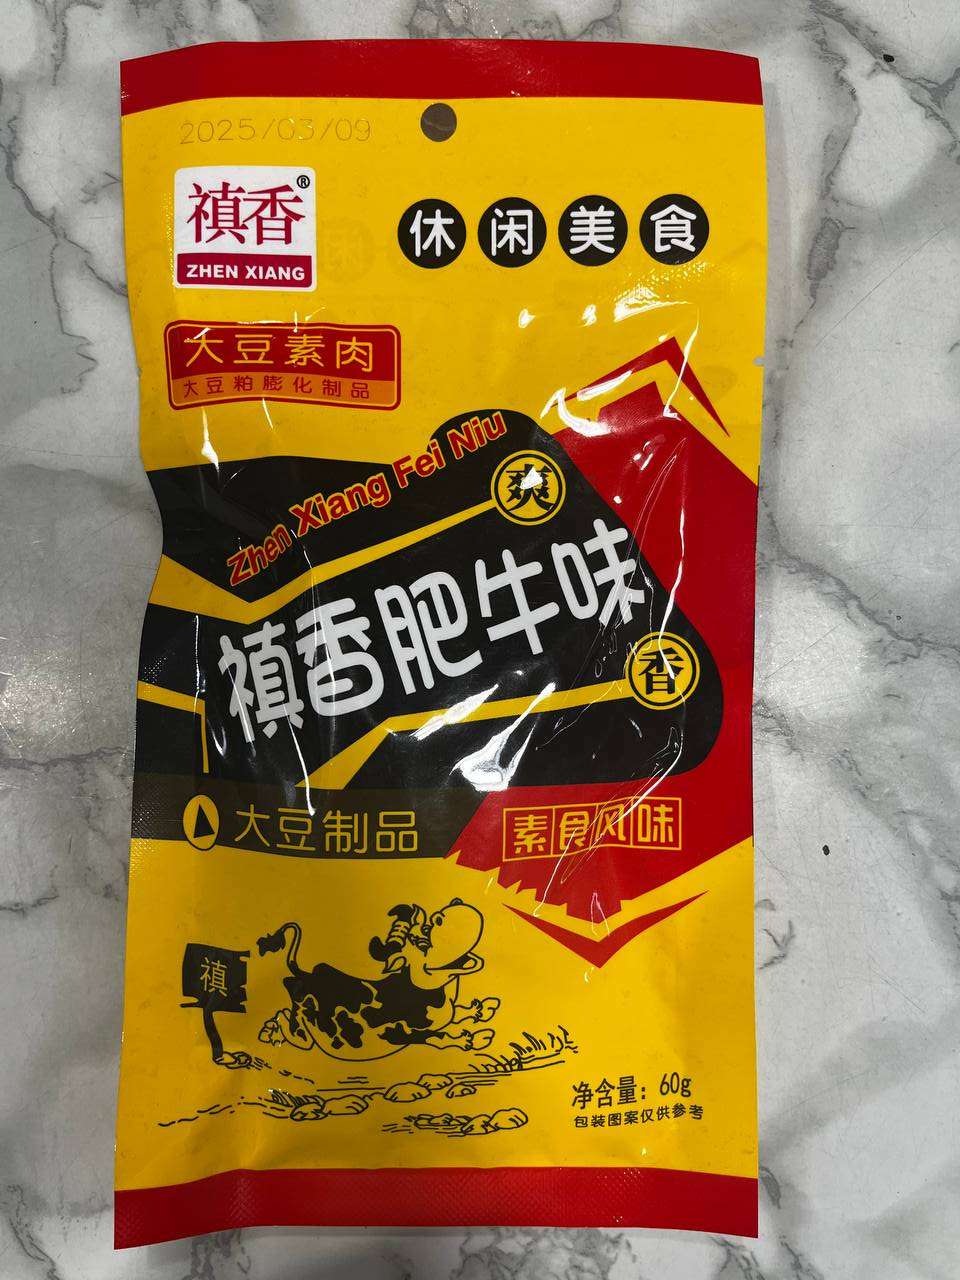 2025/03/09
禛香®
ZHEN XIANG
休闲美食
大豆素肉
大豆粕膨化制品
Zhen Xiang Fei Niu
爽
禛香肥牛味
香
大豆制品
素食风味
禛
净含量：60g
包装图案仅供参考